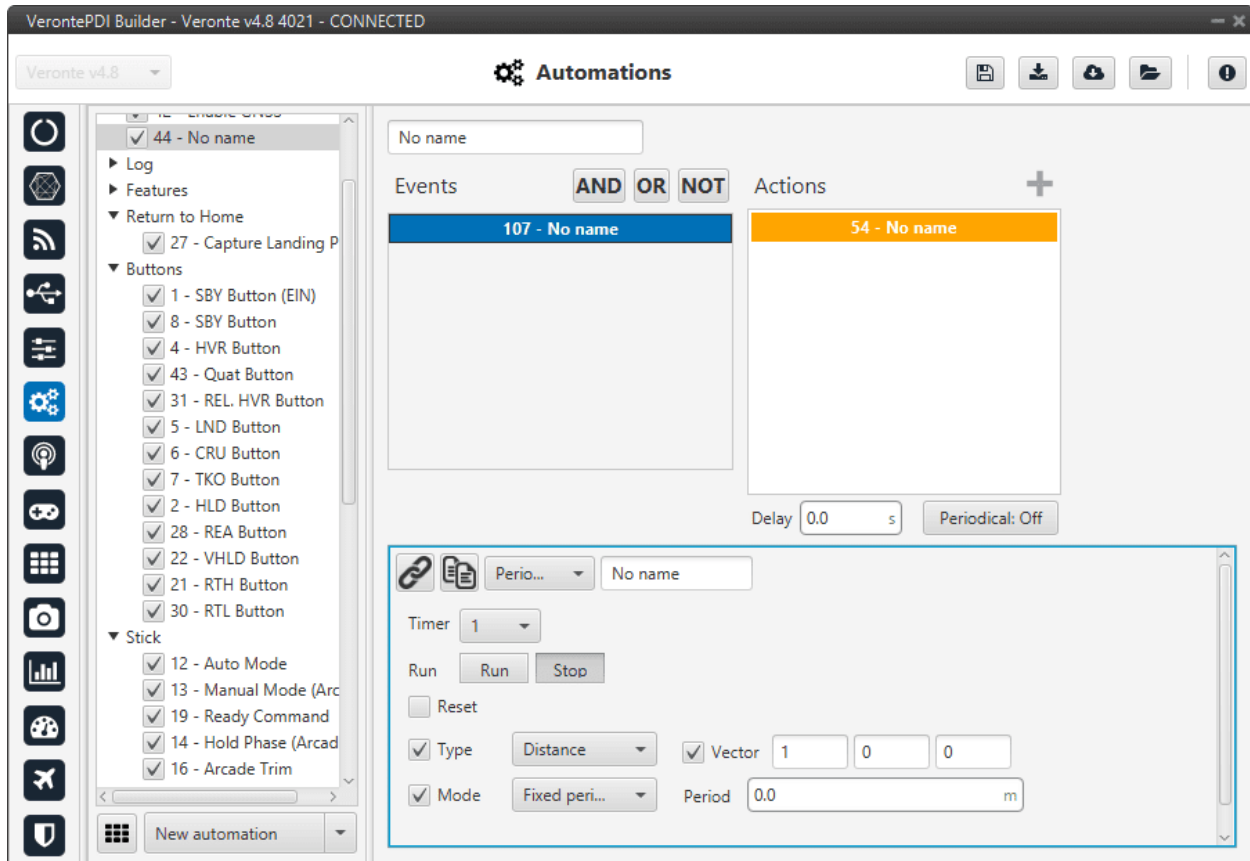 VerontePDI Builder - Veronte v4.8 4021 - CONNECTED
Veronte v4.8
Automations
44 - No name
Log
Features
Return to Home
27 - Capture Landing P
Buttons
1 - SBY Button (EIN)
8 - SBY Button
4 - HVR Button
43 - Quat Button
31 - REL. HVR Button
5 - LND Button
6 - CRU Button
7 - TKO Button
2 - HLD Button
28 - REA Button
22 - VHLD Button
21 - RTH Button
30 - RTL Button
Stick
12 - Auto Mode
13 - Manual Mode (Arc
19 - Ready Command
14 - Hold Phase (Arcad
16 - Arcade Trim
New automation
No name
Events AND OR NOT
107 - No name
Actions
54 - No name
Delay 0.0 s Periodical: Off
Perio... No name
Timer 1
Run Run Stop
Reset
Type Distance Vector 1 0 0
Mode Fixed peri... Period 0.0 m